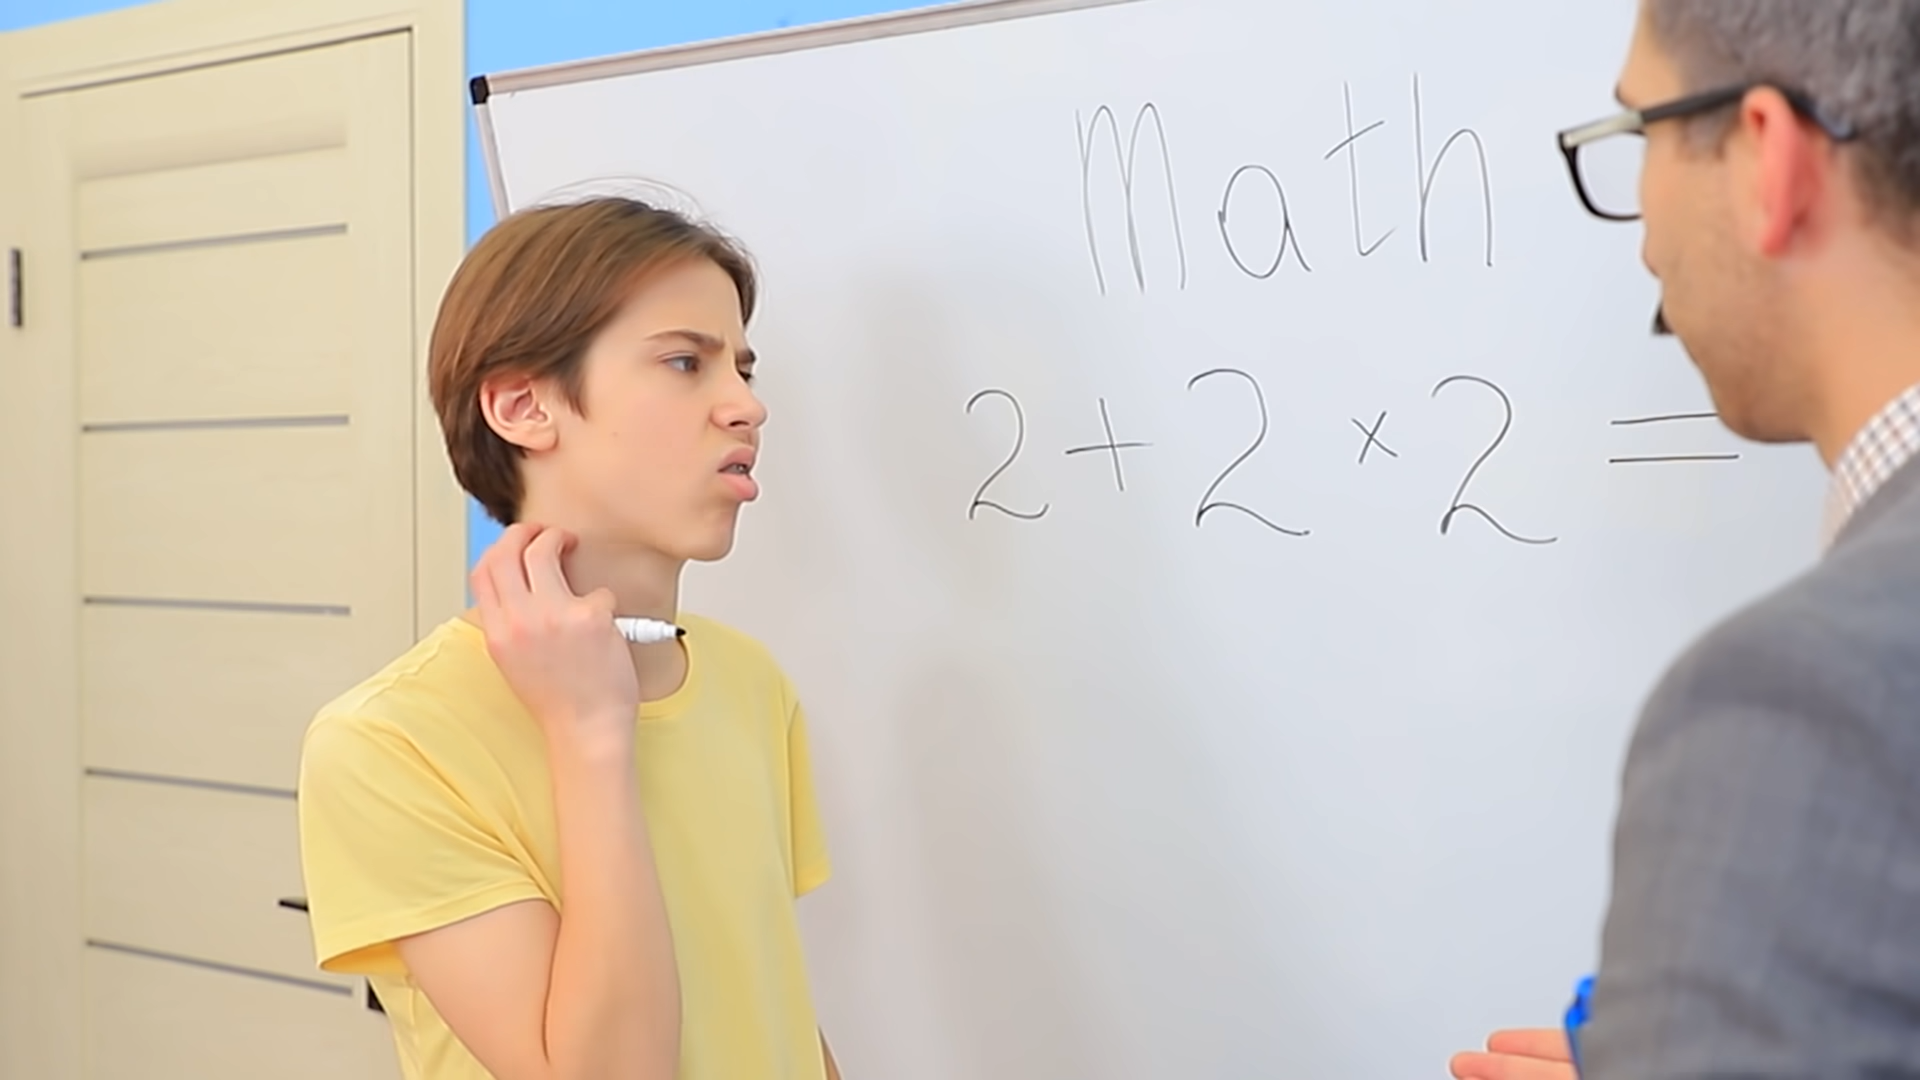 Math
2 + 2 × 2 =